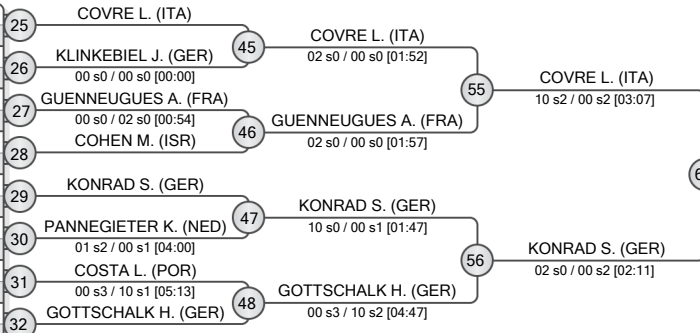 25
COVRE L. (ITA)
26
KLINKEBIEL J. (GER)
00 s0 / 00 s0 [00:00]
45
COVRE L. (ITA)
02 s0 / 00 s0 [01:52]
27
GUENNEUGUES A. (FRA)
00 s0 / 02 s0 [00:54]
28
COHEN M. (ISR)
46
GUENNEUGUES A. (FRA)
02 s0 / 00 s0 [01:57]
55
COVRE L. (ITA)
10 s2 / 00 s2 [03:07]
29
KONRAD S. (GER)
30
PANNEGIETER K. (NED)
01 s2 / 00 s1 [04:00]
47
KONRAD S. (GER)
10 s0 / 00 s1 [01:47]
31
COSTA L. (POR)
00 s3 / 10 s1 [05:13]
32
GOTTSCHALK H. (GER)
48
GOTTSCHALK H. (GER)
00 s3 / 10 s2 [04:47]
56
KONRAD S. (GER)
02 s0 / 00 s2 [02:11]